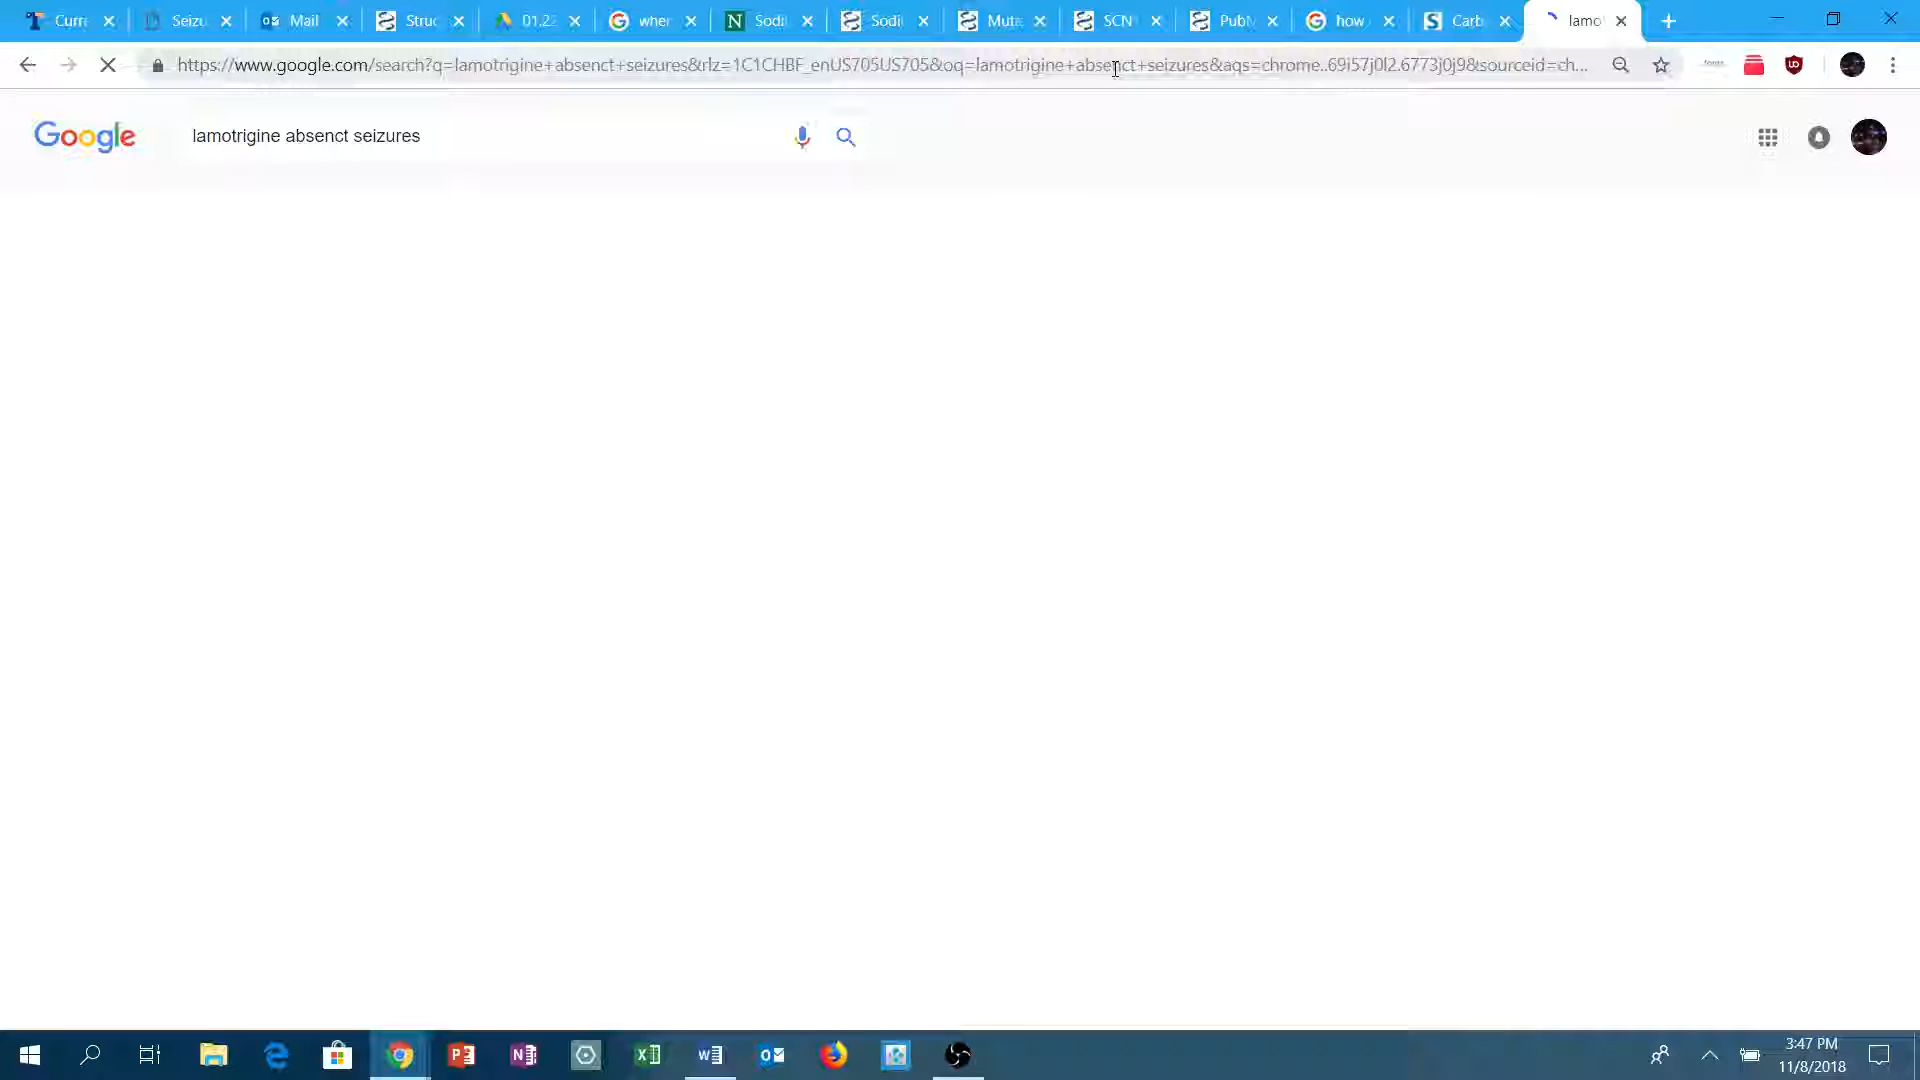 Curr
Seizu
Mail
Struc
01.22
wher
Sodi
Sodi
Muta
SCN
PubM
how
Carb
lamo
https://www.google.com/search?q=lamotrigine+absenct+seizures&rlz=1C1CHBF_enUS705US705&oq=lamotrigine+absenct+seizures&aqs=chrome..69i57j0l2.6773j0j9&sourceid=ch...
Google
lamotrigine absenct seizures
3:47 PM
11/8/2018